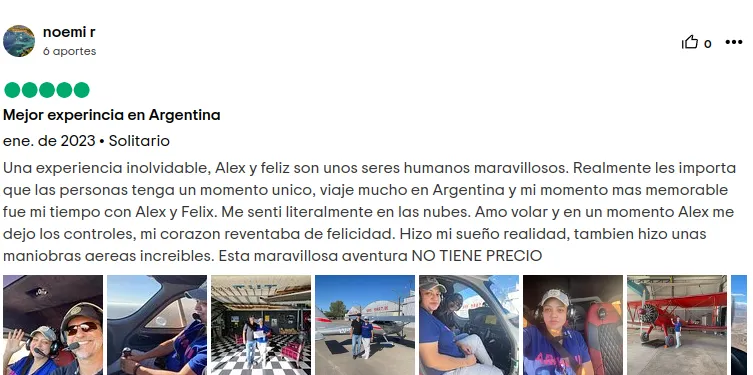 noemi r
6 aportes
0
Mejor experincia en Argentina
ene. de 2023 • Solitario
Una experiencia inolvidable, Alex y feliz son unos seres humanos maravillosos. Realmente les importa
que las personas tenga un momento unico, viaje mucho en Argentina y mi momento mas memorable
fue mi tiempo con Alex y Felix. Me senti literalmente en las nubes. Amo volar y en un momento Alex me
dejo los controles, mi corazon reventaba de felicidad. Hizo mi sueño realidad, tambien hizo unas
maniobras aereas increibles. Esta maravillosa aventura NO TIENE PRECIO